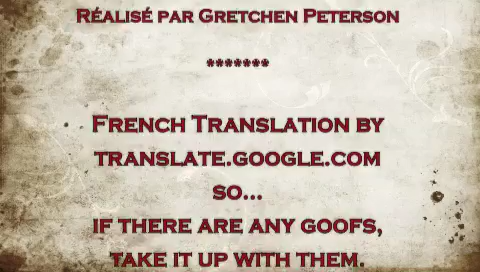 Réalisé par Gretchen Peterson
*******
French Translation by
translate.google.com
so...
if there are any goofs,
take it up with them.